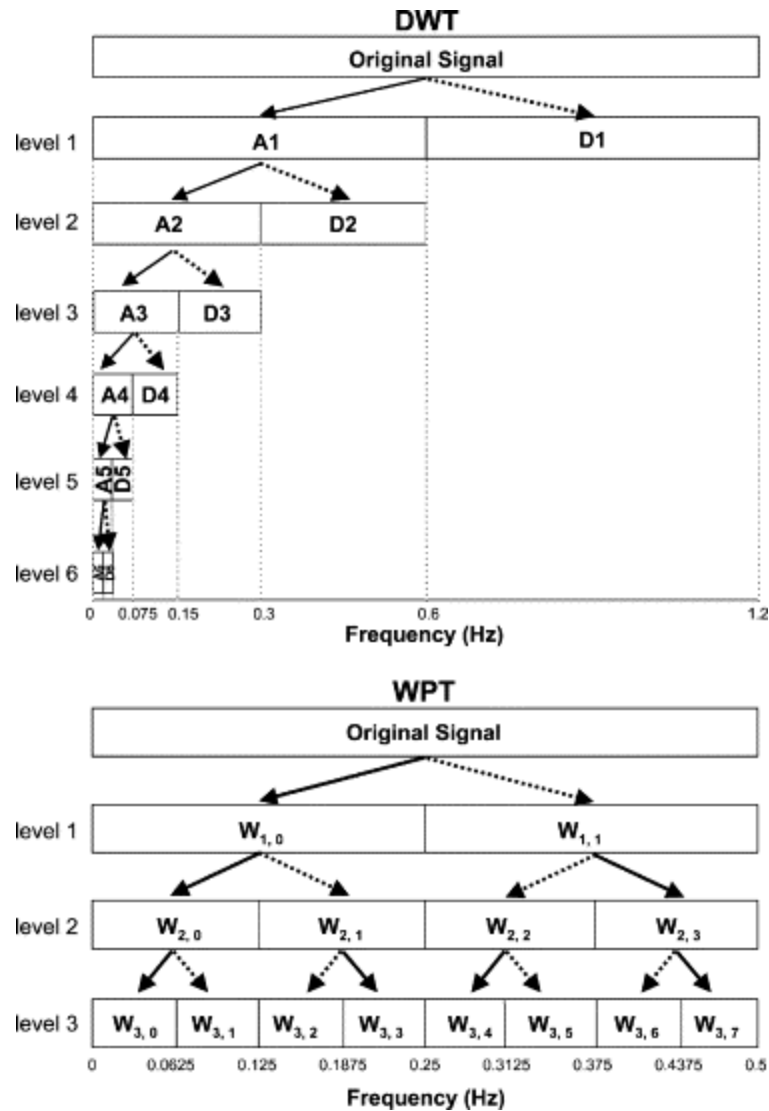 DWT
Original Signal
level 1 A1 D1
level 2 A2 D2
level 3 A3 D3
level 4 A4 D4
level 5 A5 D5
level 6 A6 D6
0 0.075 0.15 0.3 0.6 1.2
Frequency (Hz)
WPT
Original Signal
level 1 W1, 0 W1, 1
level 2 W2, 0 W2, 1 W2, 2 W2, 3
level 3 W3, 0 W3, 1 W3, 2 W3, 3 W3, 4 W3, 5 W3, 6 W3, 7
0 0.0625 0.125 0.1875 0.25 0.3125 0.375 0.4375 0.5
Frequency (Hz)